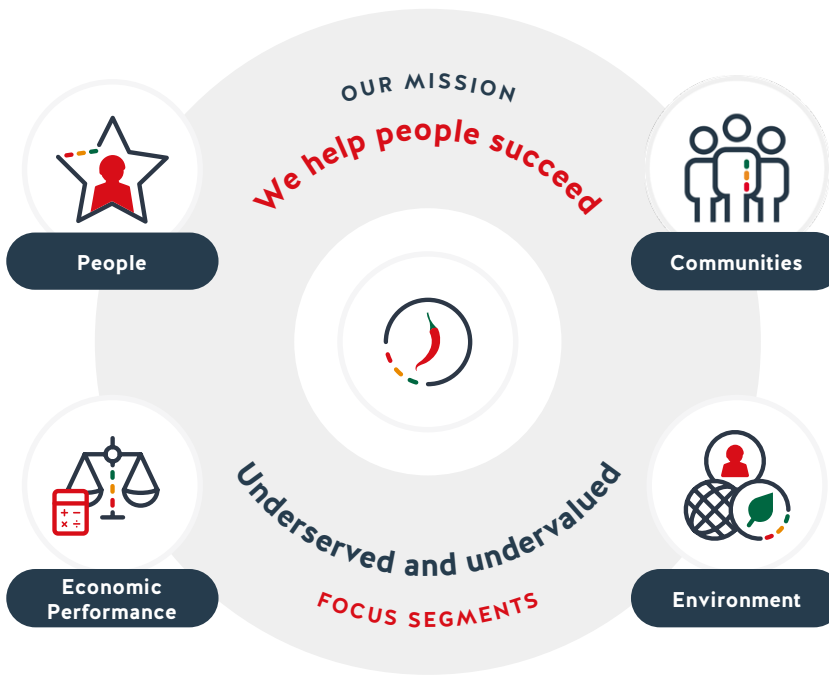 OUR MISSION
We help people succeed
People
Communities
Underserved and undervalued
FOCUS SEGMENTS
Economic
Performance
Environment